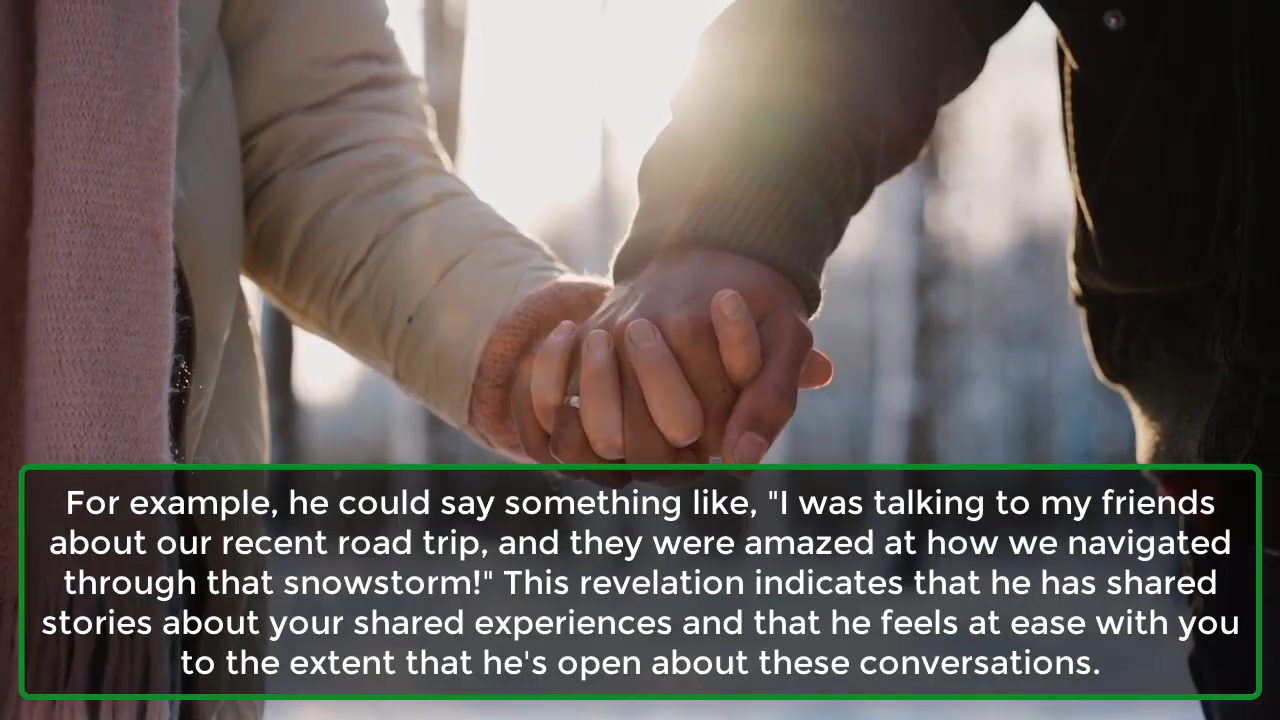 For example, he could say something like, "I was talking to my friends
about our recent road trip, and they were amazed at how we navigated
through that snowstorm!" This revelation indicates that he has shared
stories about your shared experiences and that he feels at ease with you
to the extent that he's open about these conversations.